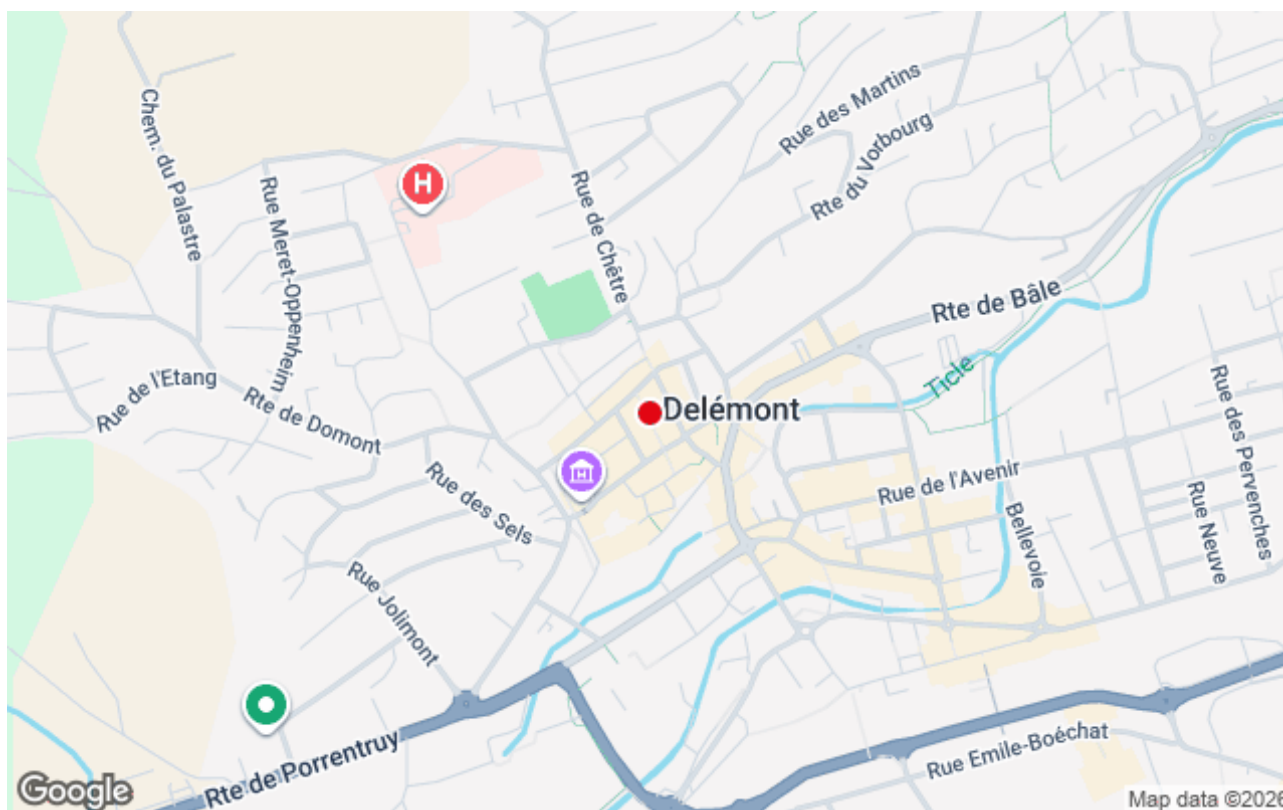 Rue des Martins
Chem. du Palastre
H
Rue Meret-Oppenheim
Rue de Chêtre
Rte du Vorbourg
Rte de Bâle
Ticle
Rue de l'Etang
Rte de Domont
Delémont
Rue des Pervenches
H
Rue des Sels
Rue de l'Avenir
Rue Neuve
Bellevoie
Rue Jolimont
Rte de Porrentruy
Rue Emile-Boéchat
Google
Map data ©2026